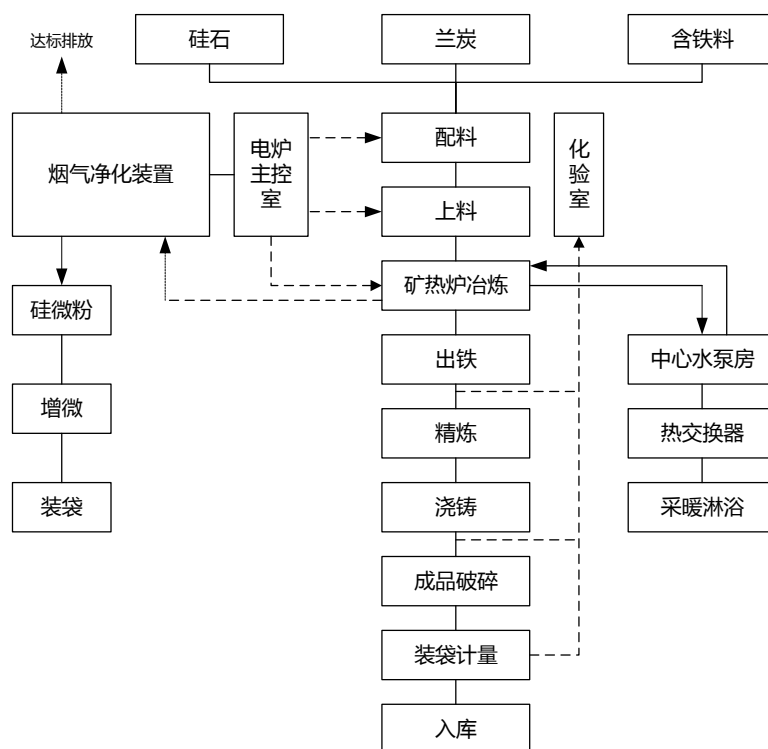 硅石
兰炭
含铁料
达标排放
烟气净化装置
电炉
主控
室
配料
化
验
室
上料
矿热炉冶炼
硅微粉
出铁
中心水泵房
增微
精炼
热交换器
装袋
浇铸
采暖淋浴
成品破碎
装袋计量
入库